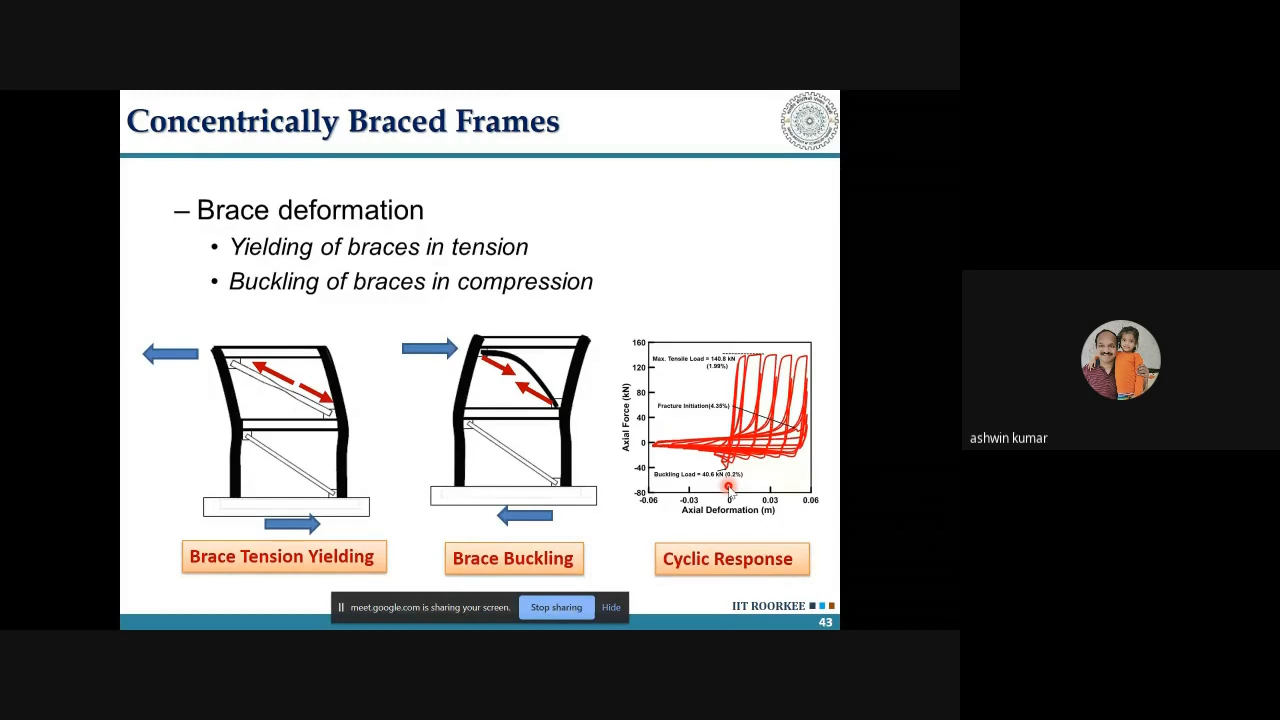 Concentrically Braced Frames
– Brace deformation
• Yielding of braces in tension
• Buckling of braces in compression
160
120
80
40
0
-40
-80
Axial Force (kN)
Max. Tensile Load = 140.8 kN
(1.99%)
Fracture Initiation(4.35%)
Buckling Load = 40.6 kN (0.2%)
-0.06 -0.03 0 0.03 0.06
Axial Deformation (m)
Brace Tension Yielding
Brace Buckling
Cyclic Response
meet.google.com is sharing your screen.
Stop sharing
Hide
IIT ROORKEE
43
ashwin kumar